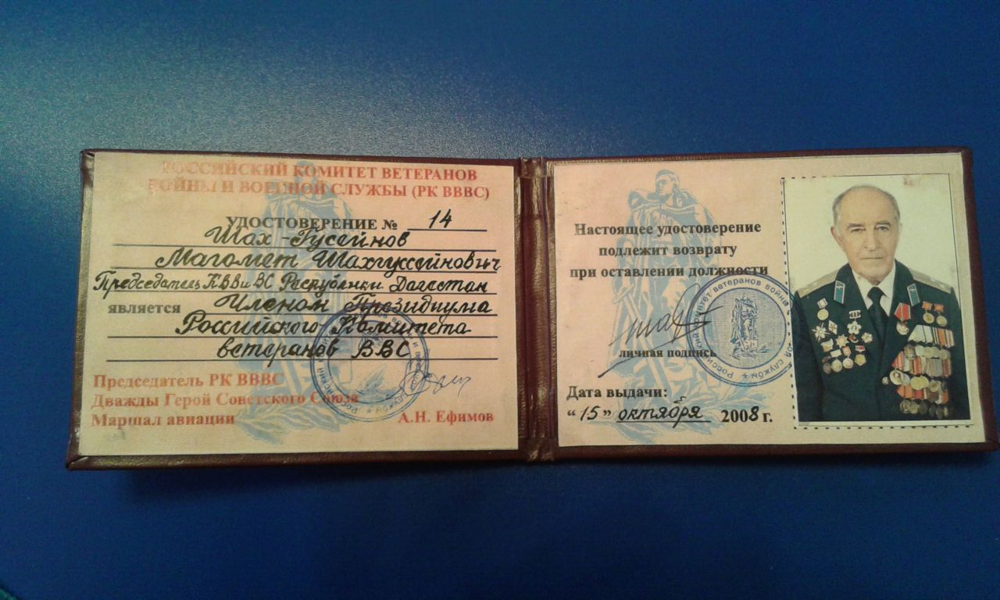 РОССИЙСКИЙ КОМИТЕТ ВЕТЕРАНОВ
ВОЙНЫ И ВОЕННОЙ СЛУЖБЫ (РК ВВВС)
УДОСТОВЕРЕНИЕ № 14
Шах-Гусейнов
Магомет Шахгуссейнович
Председатель КВВиВС Республики Дагестан
является Членом Президиума
Российского Комитета
ветеранов ВВС
Председатель РК ВВВС
Дважды Герой Советского Союза
Маршал авиации А.Н. Ефимов
Настоящее удостоверение
подлежит возврату
при оставлении должности
личная подпись
Дата выдачи:
"15" октября 2008 г.